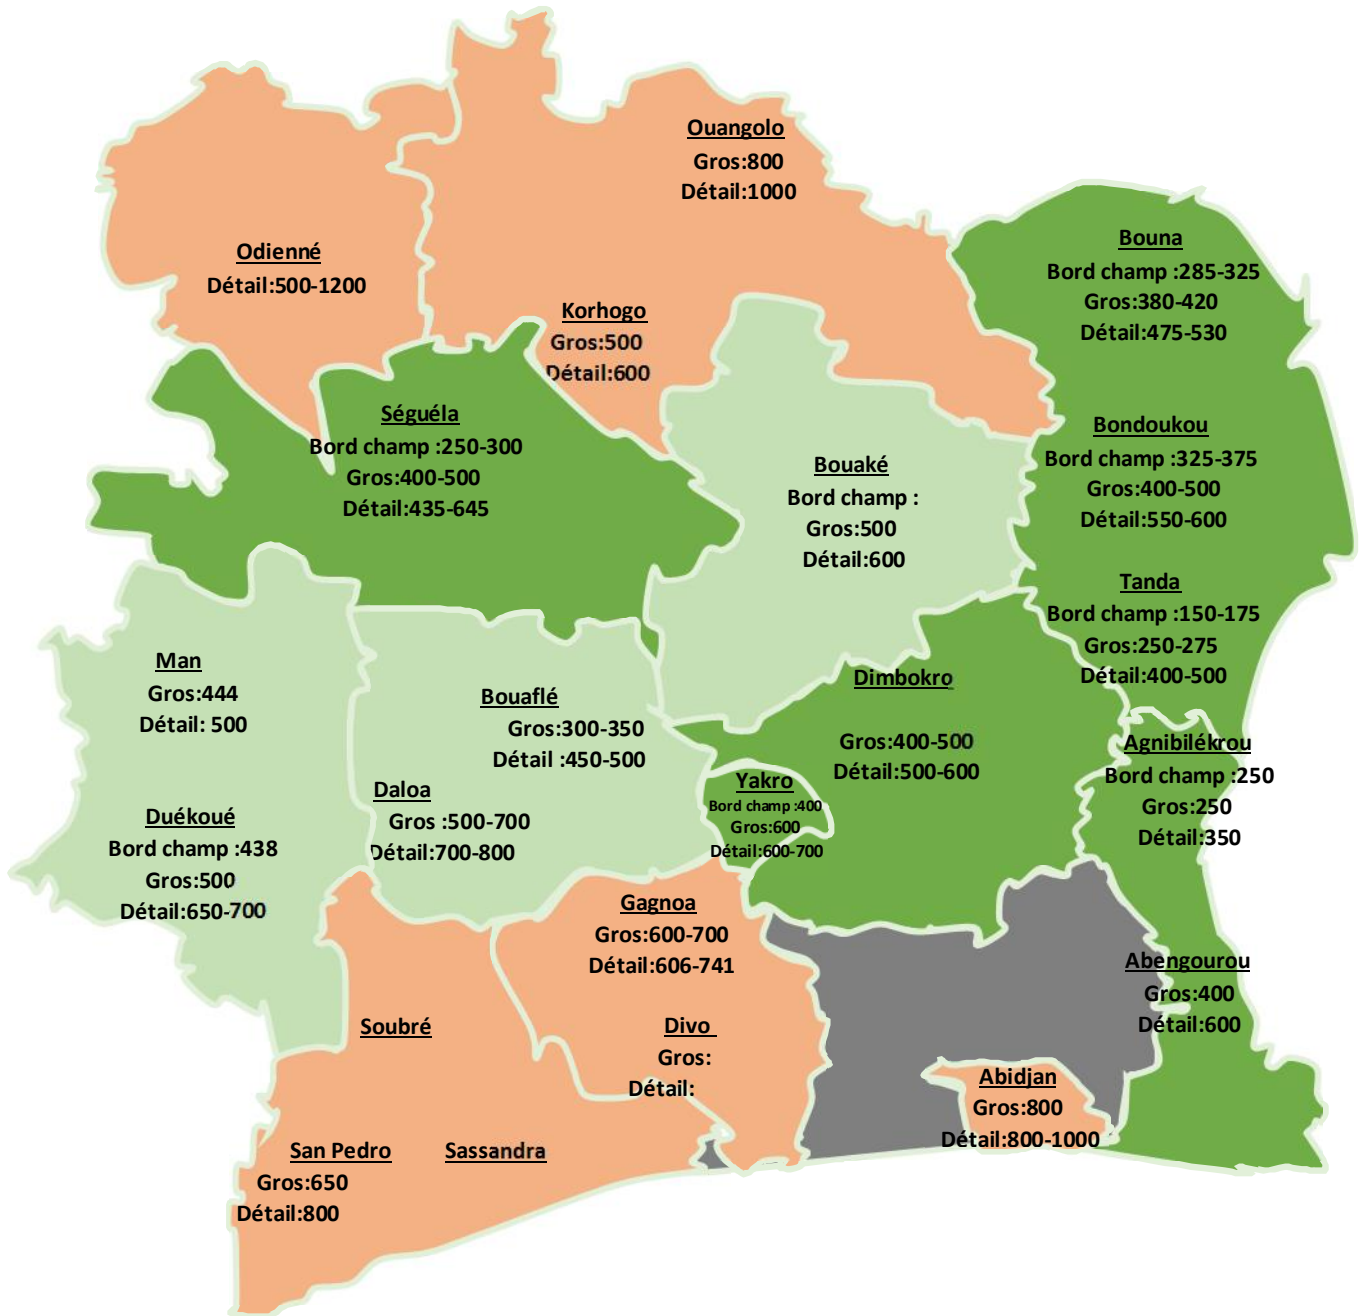 Ouangolo
Gros:800
Détail:1000
Odienné
Détail:500-1200
Korhogo
Gros:500
Détail:600
Bouna
Bord champ :285-325
Gros:380-420
Détail:475-530
Séguéla
Bord champ :250-300
Gros:400-500
Détail:435-645
Bouaké
Bord champ :
Gros:500
Détail:600
Bondoukou
Bord champ :325-375
Gros:400-500
Détail:550-600
Tanda
Bord champ :150-175
Gros:250-275
Détail:400-500
Man
Gros:444
Détail: 500
Bouaflé
Gros:300-350
Détail :450-500
Dimbokro
Gros:400-500
Détail:500-600
Agnibilékrou
Bord champ :250
Gros:250
Détail:350
Yakro
Bord champ :400
Gros:600
Détail:600-700
Daloa
Gros :500-700
Détail:700-800
Duékoué
Bord champ :438
Gros:500
Détail:650-700
Gagnoa
Gros:600-700
Détail:606-741
Abengourou
Gros:400
Détail:600
Soubré
Divo
Gros:
Détail:
Abidjan
Gros:800
Détail:800-1000
San Pedro
Gros:650
Détail:800
Sassandra